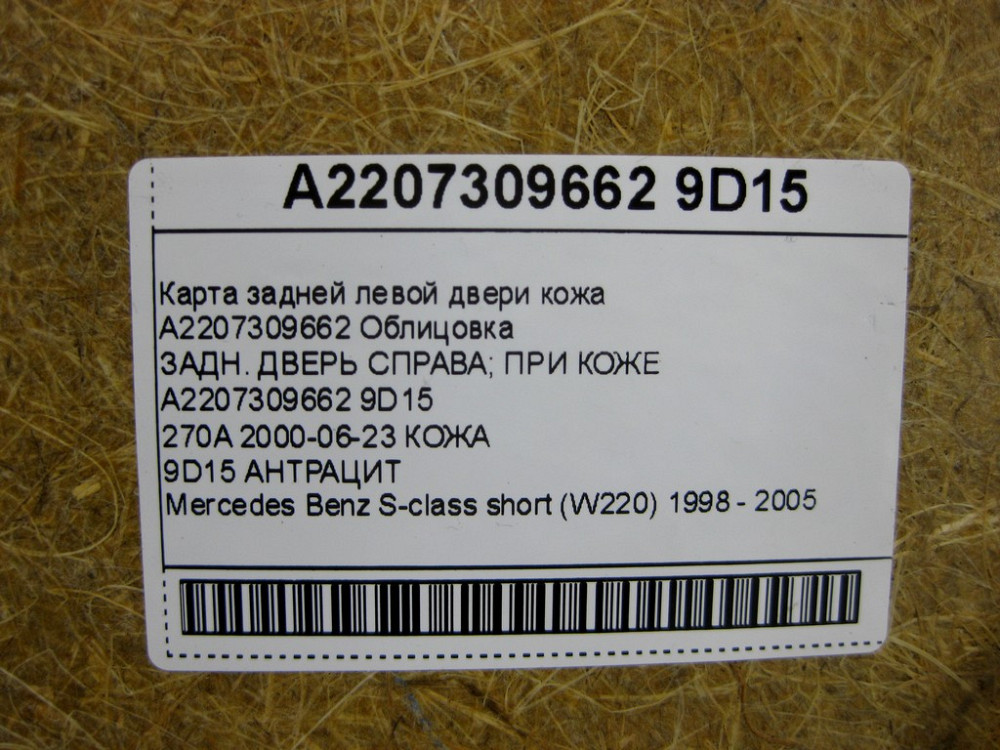 A2207309662 9D15
Карта задней левой двери кожа
A2207309662 Облицовка
ЗАДН. ДВЕРЬ СПРАВА; ПРИ КОЖЕ
A2207309662 9D15
270A 2000-06-23 КОЖА
9D15 АНТРАЦИТ
Mercedes Benz S-class short (W220) 1998 - 2005